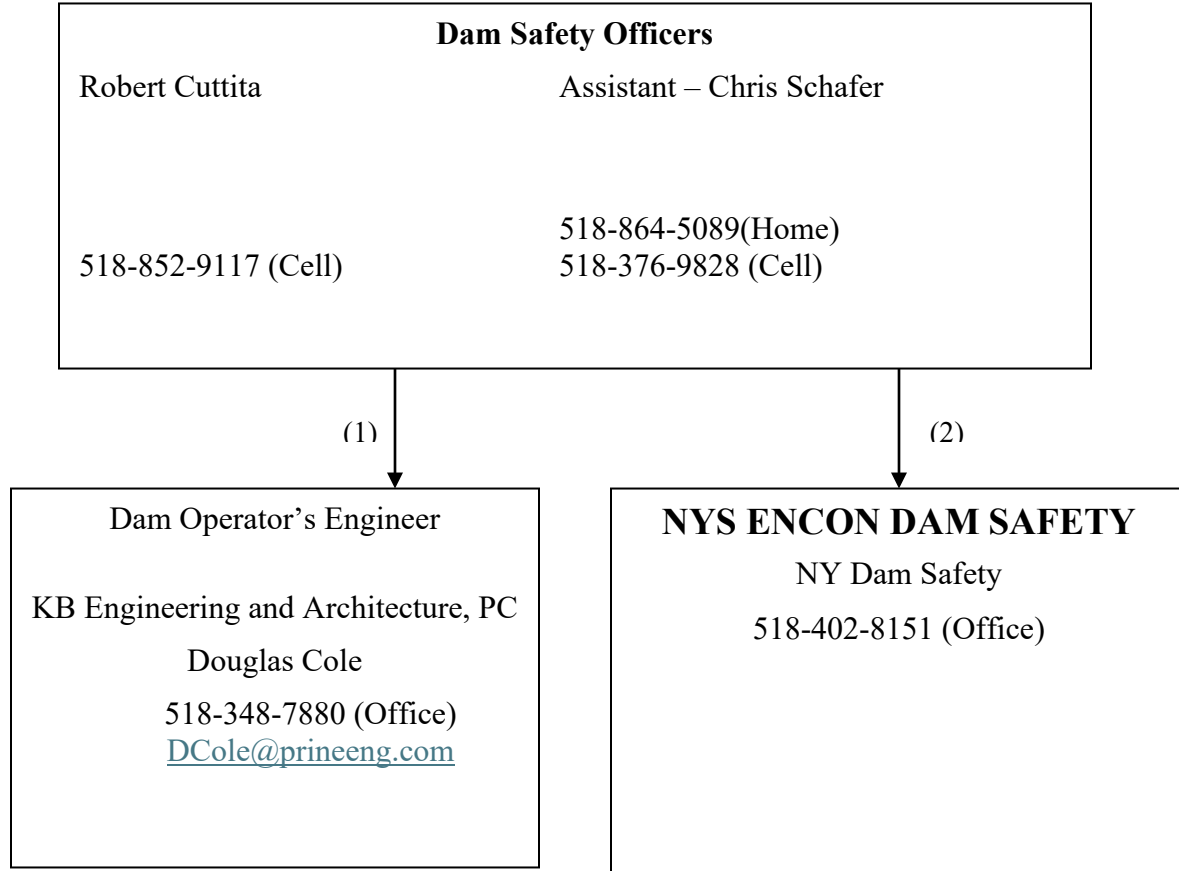 Dam Safety Officers
Robert Cuttita
Assistant – Chris Schafer
518-864-5089(Home)
518-852-9117 (Cell)
518-376-9828 (Cell)
(1)
(2)
Dam Operator’s Engineer
KB Engineering and Architecture, PC
Douglas Cole
518-348-7880 (Office)
DCole@prineeng.com
NYS ENCON DAM SAFETY
NY Dam Safety
518-402-8151 (Office)